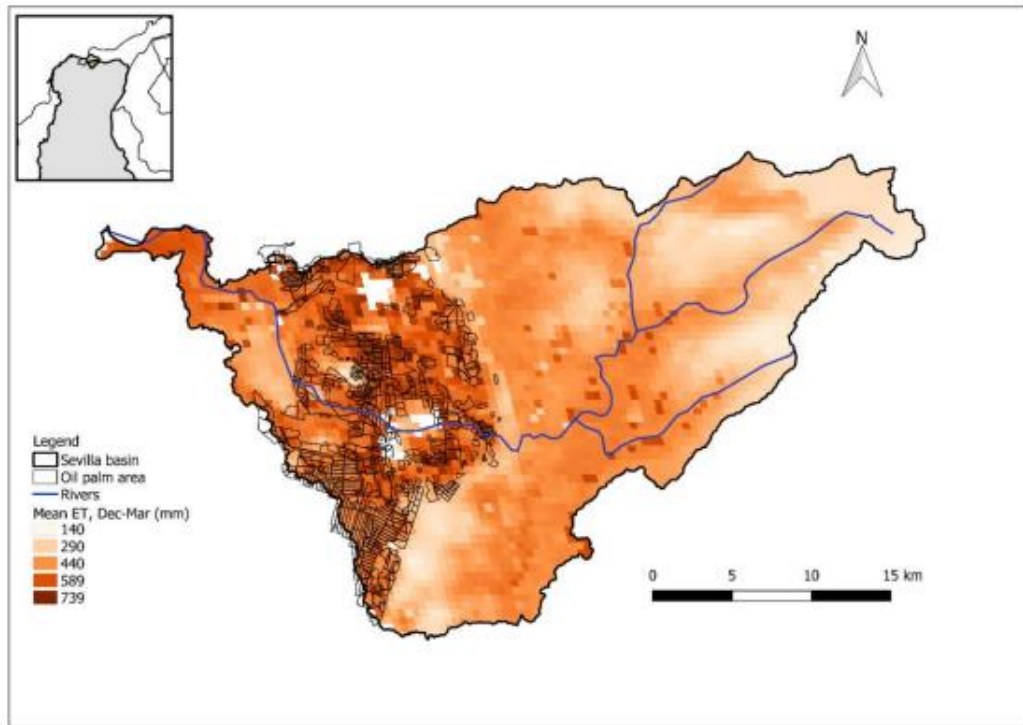 N
Legend
Sevilla basin
Oil palm area
Rivers
Mean ET, Dec-Mar (mm)
140
290
440
589
739
0 5 10 15 km